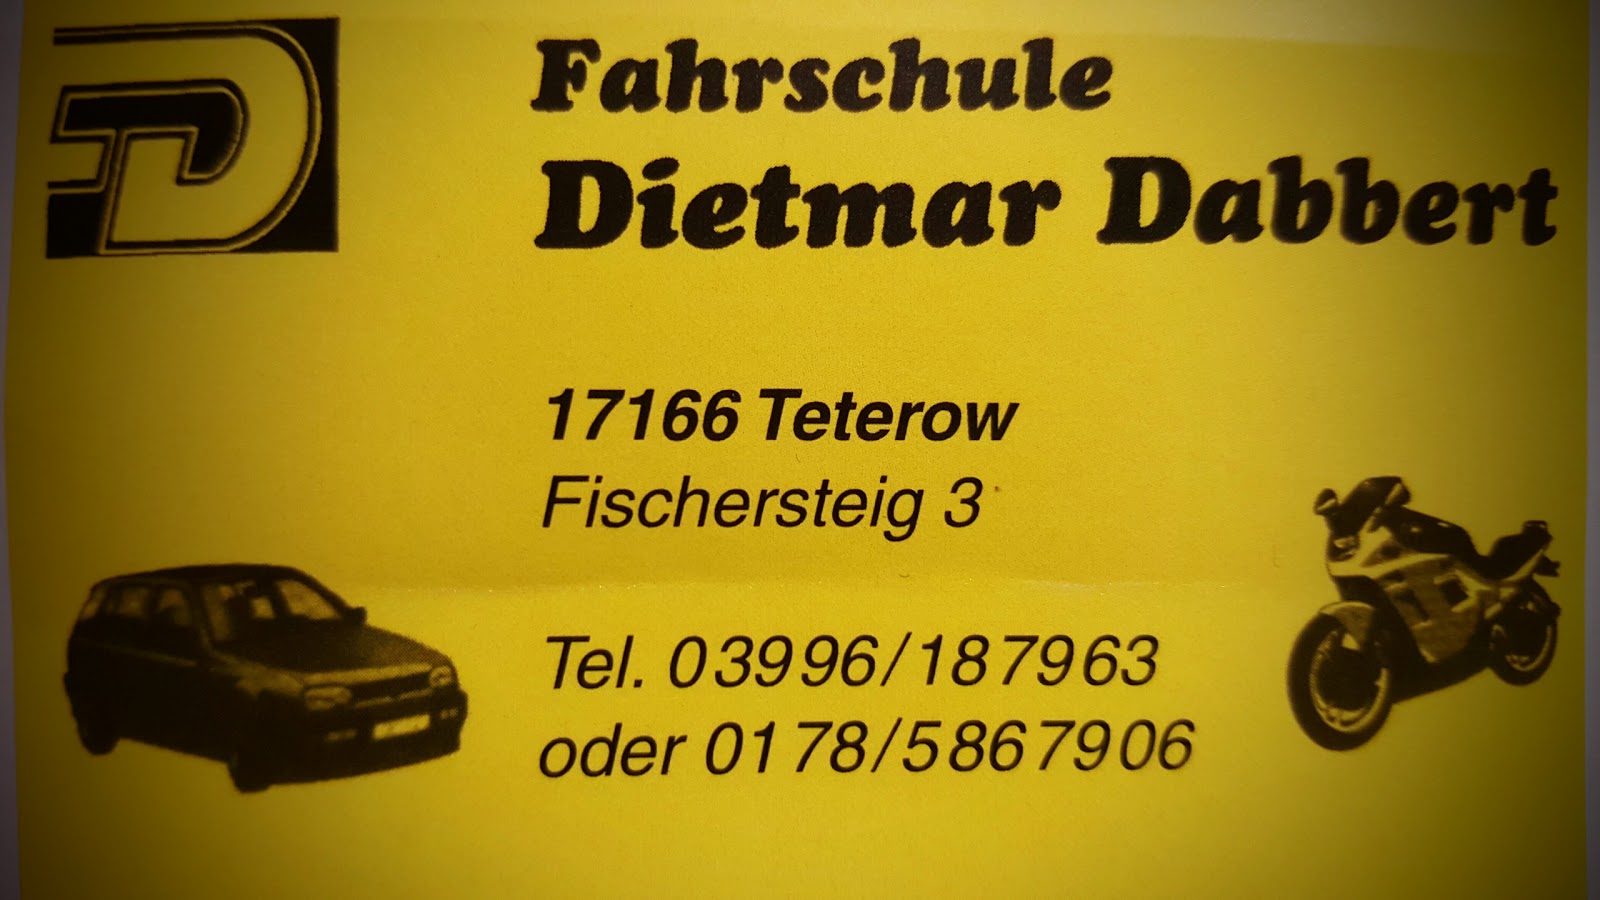 Fahrschule
Dietmar Dabbert
17166 Teterow
Fischersteig 3
Tel. 03996/187963
oder 0178/5867906